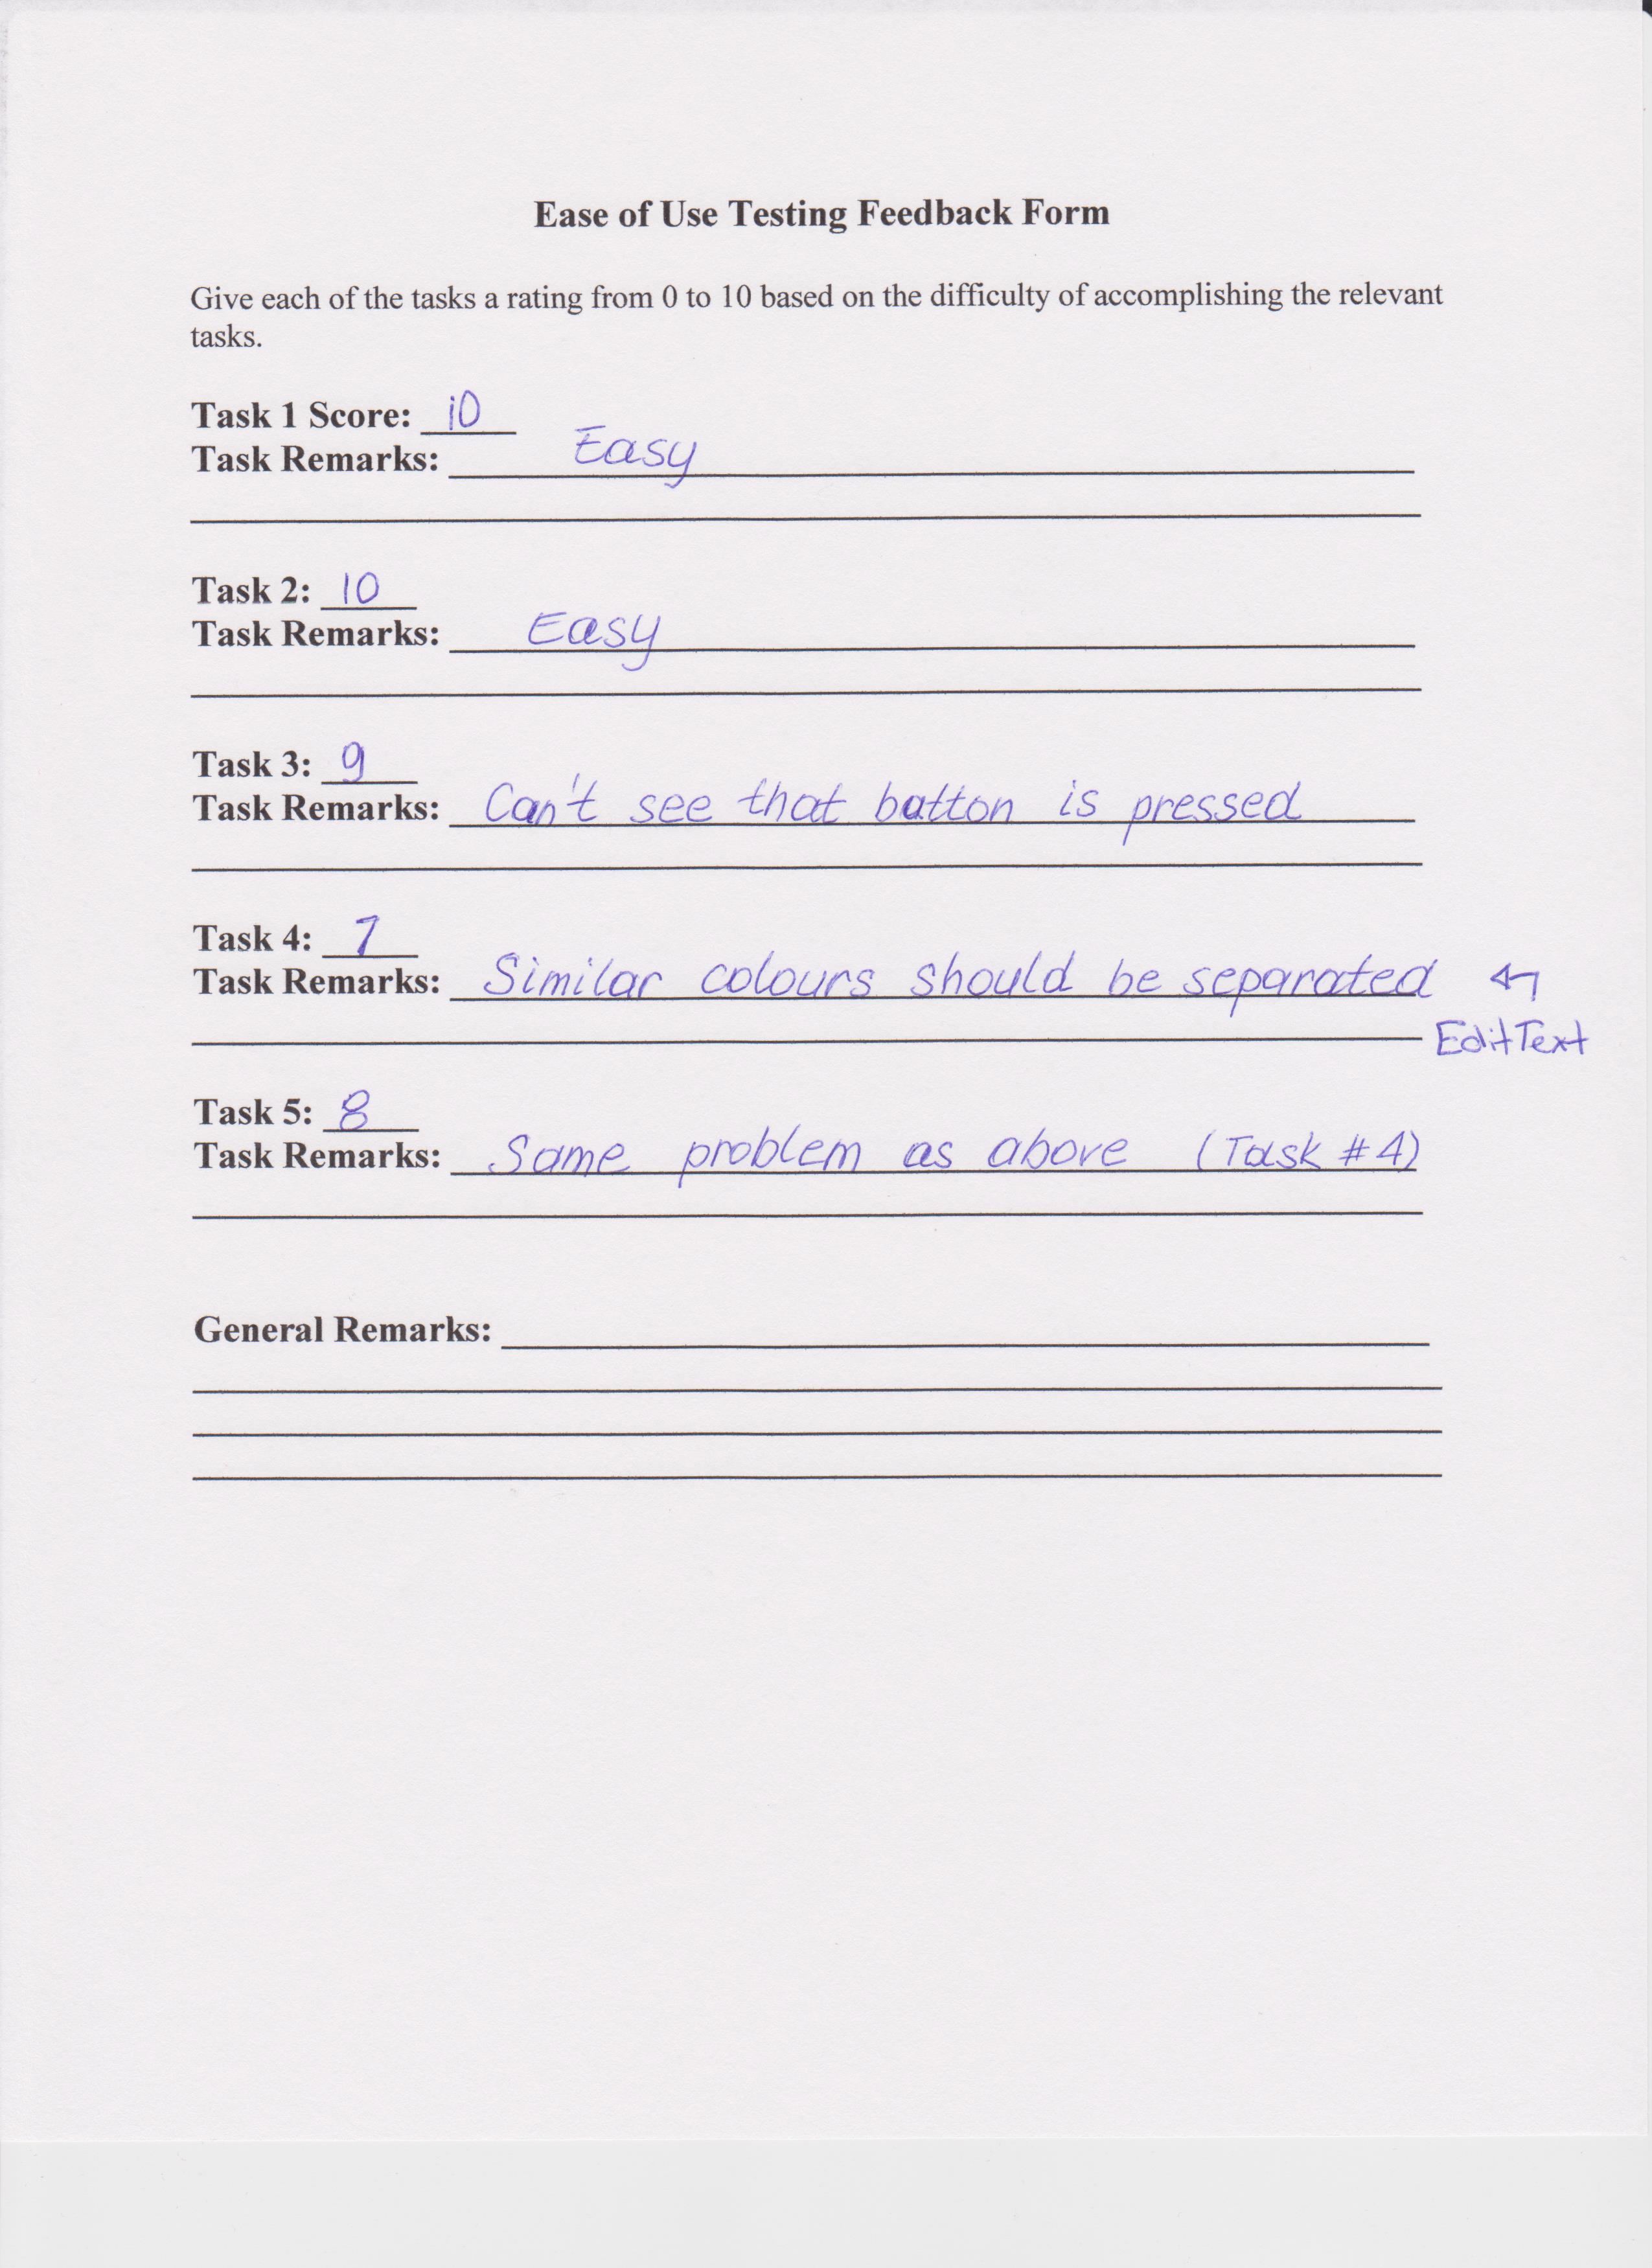 Ease of Use Testing Feedback Form
Give each of the tasks a rating from 0 to 10 based on the difficulty of accomplishing the relevant
tasks.
Task 1 Score: 10
Task Remarks: Easy
Task 2: 10
Task Remarks: Easy
Task 3: 9
Task Remarks: Can't see that button is pressed
Task 4: 7
Task Remarks: Similar colours should be separated
EditText
Task 5: 8
Task Remarks: Same problem as above (Task #4)
General Remarks: